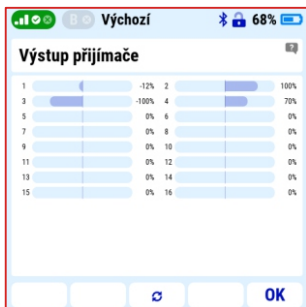 B Výchozí 68%
Výstup přijímače
1 -12% 2 100%
3 -100% 4 70%
5 0% 6 0%
7 0% 8 0%
9 0% 10 0%
11 0% 12 0%
13 0% 14 0%
15 0% 16 0%
OK